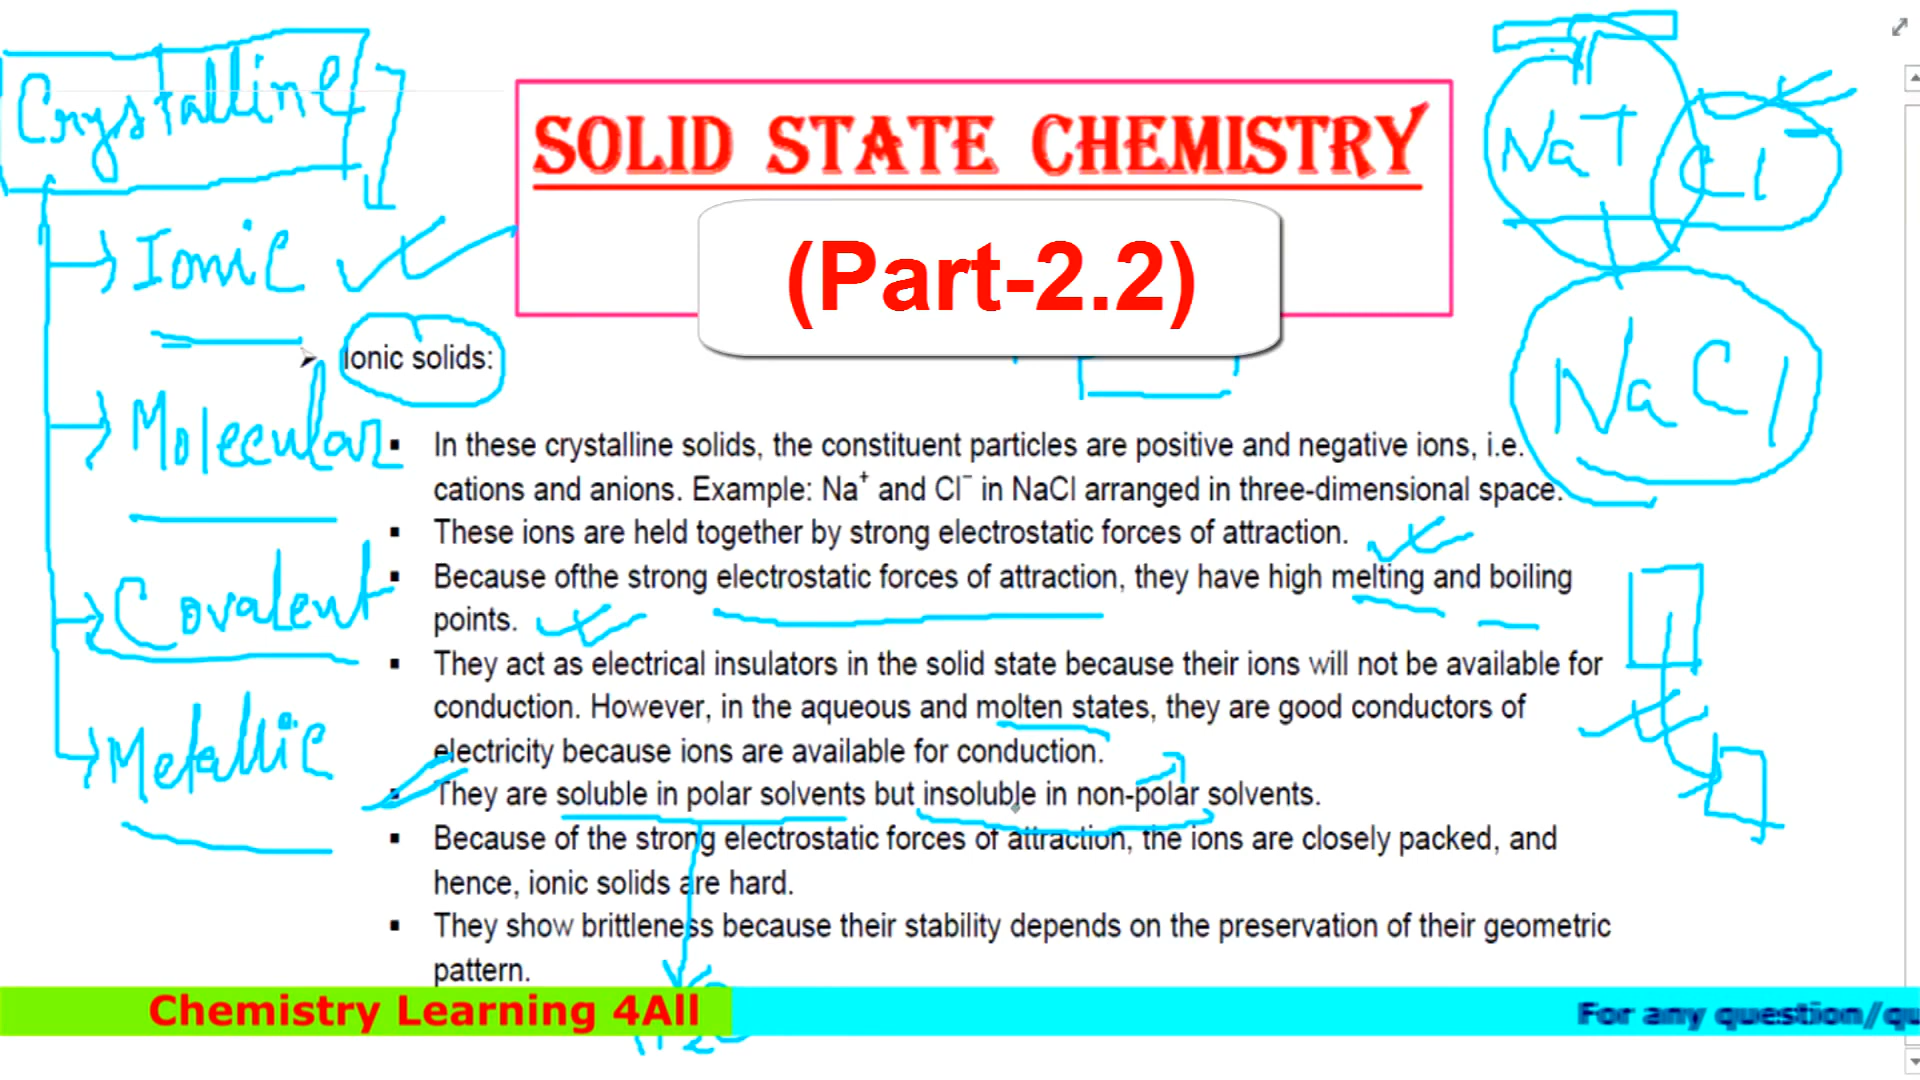 Crystalline
SOLID STATE CHEMISTRY
(Part-2.2)
Na+ Cl-
Ionic
Ionic solids:
NaCl
Molecular
▪ In these crystalline solids, the constituent particles are positive and negative ions, i.e.
cations and anions. Example: Na⁺ and Cl⁻ in NaCl arranged in three-dimensional space.
▪ These ions are held together by strong electrostatic forces of attraction.
▪ Because ofthe strong electrostatic forces of attraction, they have high melting and boiling
points.
Covalent
▪ They act as electrical insulators in the solid state because their ions will not be available for
conduction. However, in the aqueous and molten states, they are good conductors of
electricity because ions are available for conduction.
Metallic
▪ They are soluble in polar solvents but insoluble in non-polar solvents.
▪ Because of the strong electrostatic forces of attraction, the ions are closely packed, and
hence, ionic solids are hard.
▪ They show brittleness because their stability depends on the preservation of their geometric
pattern.
Chemistry Learning 4All
For any question/qu